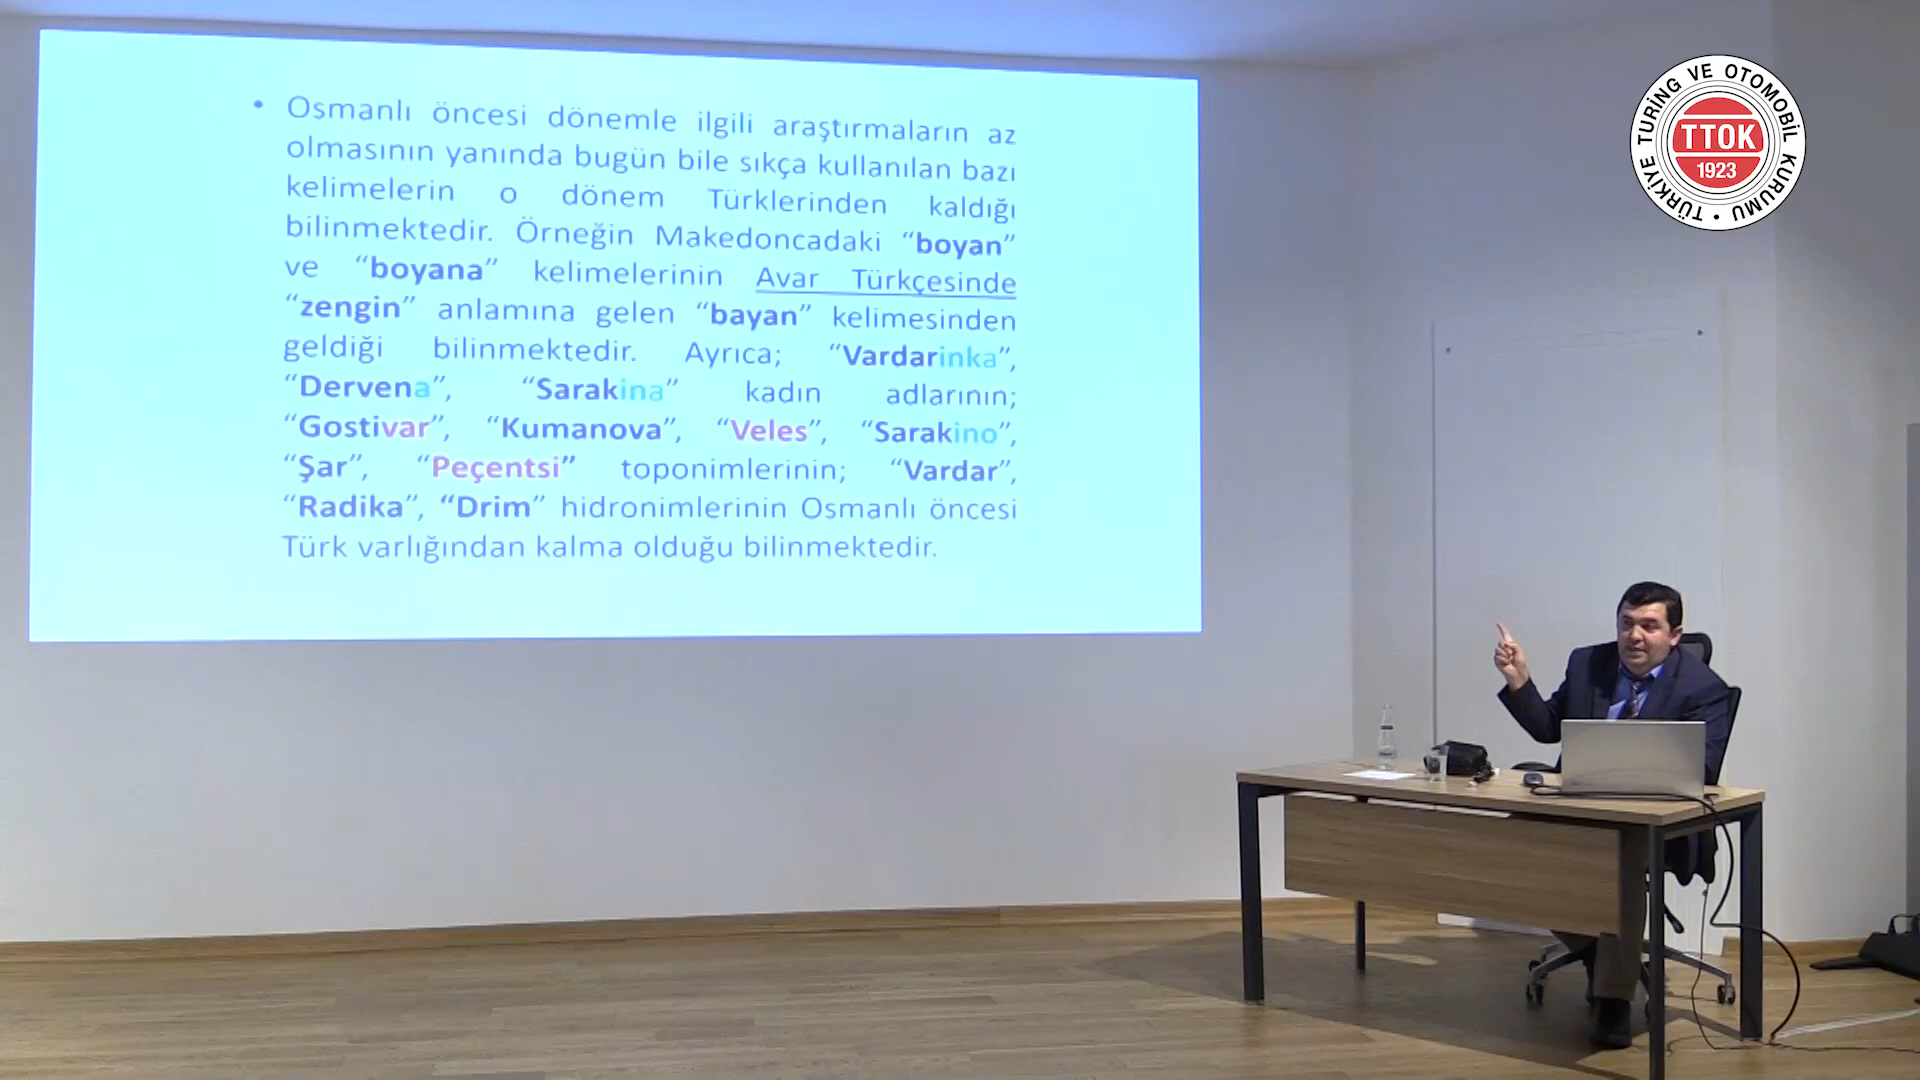 • Osmanlı öncesi dönemle ilgili araştırmaların az
olmasının yanında bugün bile sıkça kullanılan bazı
kelimelerin o dönem Türklerinden kaldığı
bilinmektedir. Örneğin Makedoncadaki “boyan”
ve “boyana” kelimelerinin Avar Türkçesinde
“zengin” anlamına gelen “bayan” kelimesinden
geldiği bilinmektedir. Ayrıca; “Vardarinka”,
“Dervena”, “Sarakina” kadın adlarının;
“Gostivar”, “Kumanova”, “Veles”, “Sarakino”,
“Şar”, “Peçentsi” toponimlerinin; “Vardar”,
“Radika”, “Drim” hidronimlerinin Osmanlı öncesi
Türk varlığından kalma olduğu bilinmektedir.
TÜRKİYE TURİNG VE OTOMOBİL KURUMU •
TTOK
1923